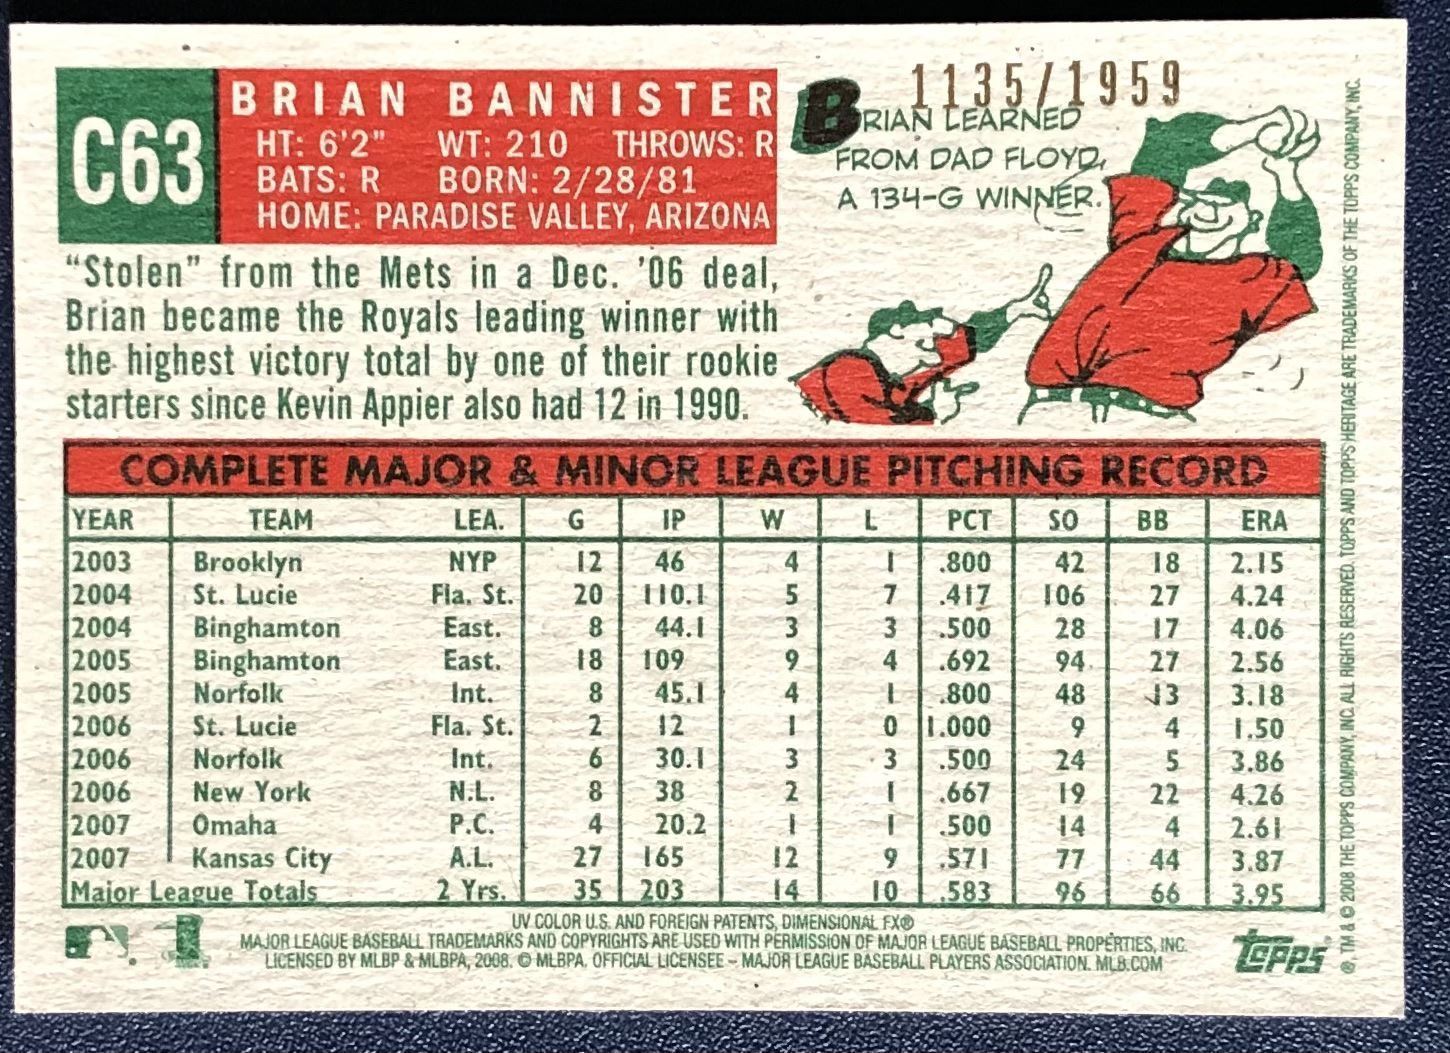 C63
BRIAN BANNISTER
HT: 6'2" WT: 210 THROWS: R
BATS: R BORN: 2/28/81
HOME: PARADISE VALLEY, ARIZONA
1135/1959
BRIAN LEARNED
FROM DAD FLOYD,
A 134-G WINNER.
"Stolen" from the Mets in a Dec. '06 deal,
Brian became the Royals leading winner with
the highest victory total by one of their rookie
starters since Kevin Appier also had 12 in 1990.
COMPLETE MAJOR & MINOR LEAGUE PITCHING RECORD
YEAR TEAM LEA. G IP W L PCT SO BB ERA
2003 Brooklyn NYP 12 46 4 1 .800 42 18 2.15
2004 St. Lucie Fla. St. 20 110.1 5 7 .417 106 27 4.24
2004 Binghamton East. 8 44.1 3 3 .500 28 17 4.06
2005 Binghamton East. 18 109 9 4 .692 94 27 2.56
2005 Norfolk Int. 8 45.1 4 1 .800 48 13 3.18
2006 St. Lucie Fla. St. 2 12 1 0 1.000 9 4 1.50
2006 Norfolk Int. 6 30.1 3 3 .500 24 5 3.86
2006 New York N.L. 8 38 2 1 .667 19 22 4.26
2007 Omaha P.C. 4 20.2 1 1 .500 14 4 2.61
2007 Kansas City A.L. 27 165 12 9 .571 77 44 3.87
Major League Totals 2 Yrs. 35 203 14 10 .583 96 66 3.95
UV COLOR U.S. AND FOREIGN PATENTS, DIMENSIONAL FX®
MAJOR LEAGUE BASEBALL TRADEMARKS AND COPYRIGHTS ARE USED WITH PERMISSION OF MAJOR LEAGUE BASEBALL PROPERTIES, INC.
LICENSED BY MLBP & MLBPA, 2008. © MLBPA. OFFICIAL LICENSEE – MAJOR LEAGUE BASEBALL PLAYERS ASSOCIATION. MLB.COM
topps
®, TM & © 2008 THE TOPPS COMPANY, INC. ALL RIGHTS RESERVED. TOPPS AND TOPPS HERITAGE ARE TRADEMARKS OF THE TOPPS COMPANY, INC.